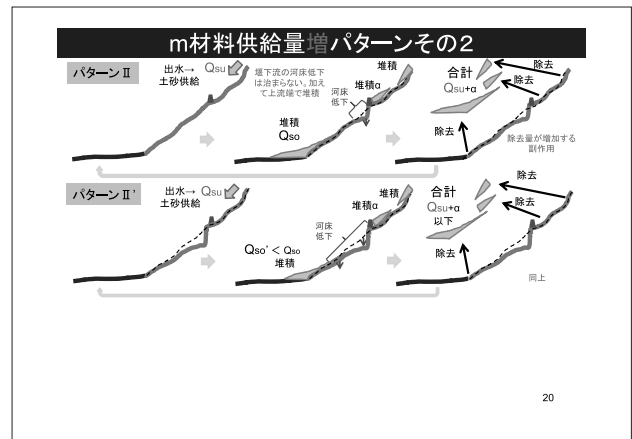 m材料供給量増パターンその2
パターンⅡ
出水→
土砂供給
Qsu
堰下流の河床低下
は治まらない。加え
て上流端で堆積
堆積
Qso
河床
低下
堆積α
堆積
合計
Qsu+α
除去
除去
除去
除去量が増加する
副作用
パターンⅡ'
出水→
土砂供給
Qsu
Qso'<Qso
堆積
河床
低下
堆積α
堆積
合計
Qsu+α
以下
除去
除去
除去
同上
20